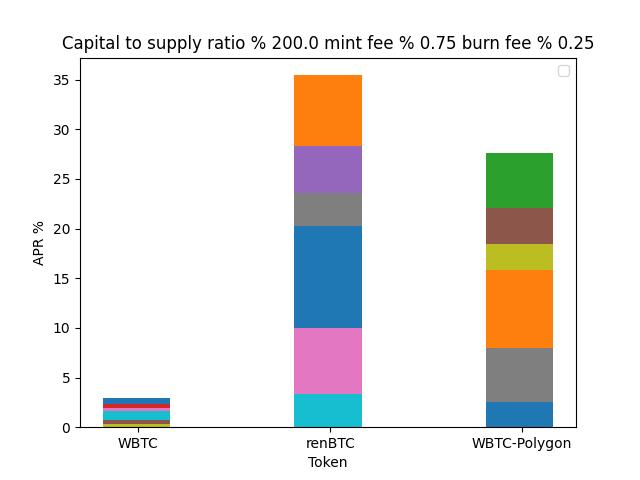 Capital to supply ratio % 200.0 mint fee % 0.75 burn fee % 0.25
35
30
25
20
15
10
5
0
APR %
WBTC renBTC WBTC-Polygon
Token